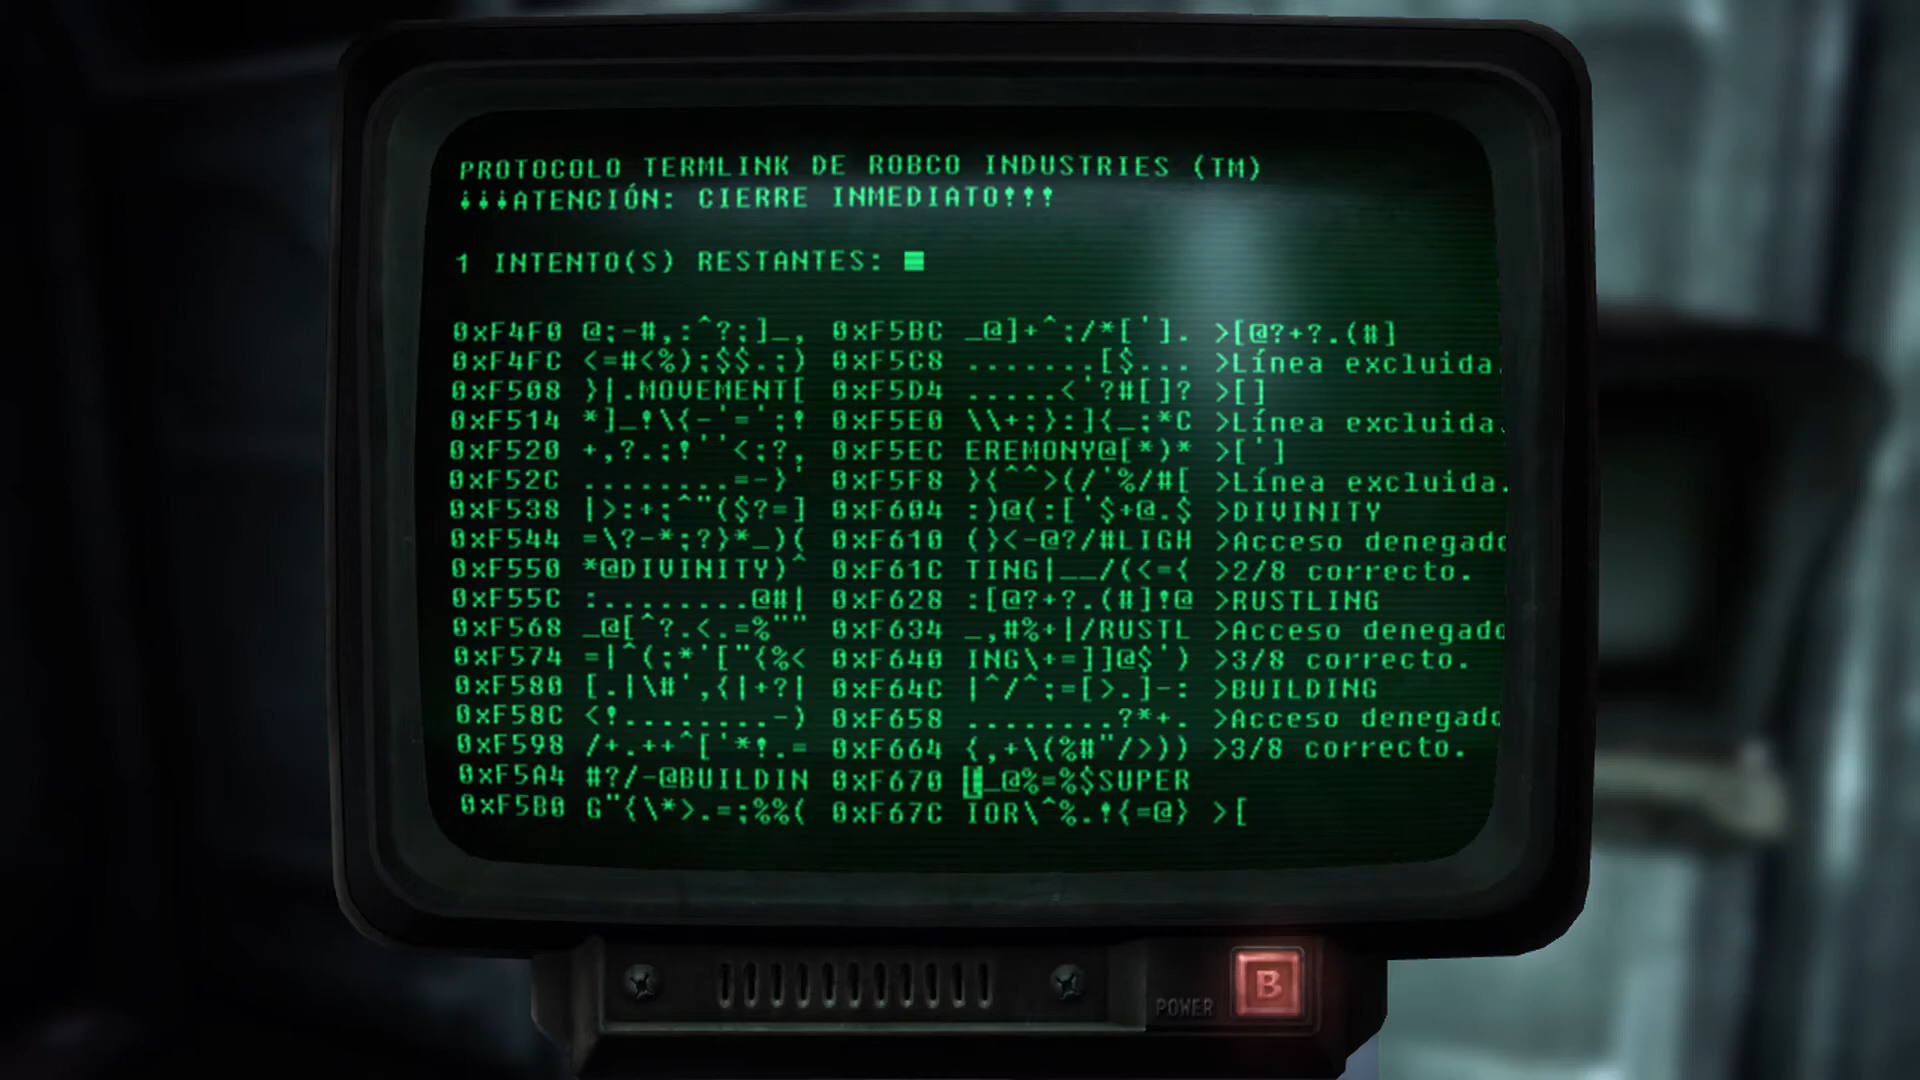 PROTOCOLO TERMLINK DE ROBCO INDUSTRIES (TM)
¡¡¡ATENCIÓN: CIERRE INMEDIATO!!!
1 INTENTO(S) RESTANTES: ■
0xF4F0 @;-#,:^?;]_, 0xF5BC _@]+^;/*[']. >[@?+?.(#]
0xF4FC <=#<%);$$.;) 0xF5C8 .......[$... >Línea excluida.
0xF508 }|.MOVEMENT[ 0xF5D4 .....<'?#[]? >[]
0xF514 *]_!\{-'=';! 0xF5E0 \\+;}:]{_;*C >Línea excluida.
0xF520 +,?.;!''<;?, 0xF5EC EREMONY@[*)* >[']
0xF52C ........=-}' 0xF5F8 }{^^>(/'%/#[ >Línea excluida.
0xF538 |>:+;^"($?=] 0xF604 :)@(:['$+@.$ >DIVINITY
0xF544 =\?-*;?}*_)( 0xF610 (}<-@?/#LIGH >Acceso denegado
0xF550 *@DIVINITY)^ 0xF61C TING|__/(<={ >2/8 correcto.
0xF55C :........@#| 0xF628 :[@?+?.(#]!@ >RUSTLING
0xF568 _@[^?.<.=%"" 0xF634 _,#%+|/RUSTL >Acceso denegado
0xF574 =|^(;*'["{%< 0xF640 ING\+=]]@$') >3/8 correcto.
0xF580 [.|\#',{|+?| 0xF64C |^/^;=[>.]-: >BUILDING
0xF58C <!........-) 0xF658 ........?*+. >Acceso denegado
0xF598 /+.++^['*!.= 0xF664 {,+\(%#"/>)) >3/8 correcto.
0xF5A4 #?/-@BUILDIN 0xF670 [_@%=%$SUPER
0xF5B0 G"{\*>.=;%%( 0xF67C IOR\^%.!{=@} >[
POWER
B